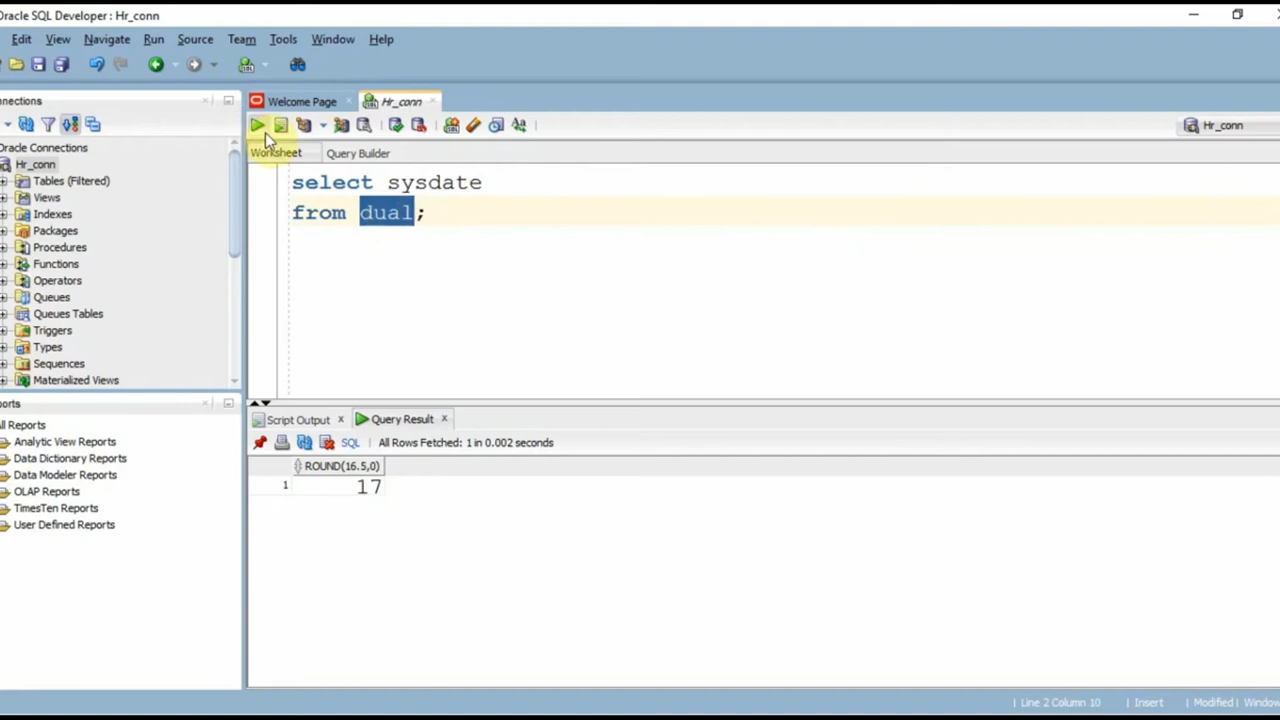 Oracle SQL Developer : Hr_conn
Edit View Navigate Run Source Team Tools Window Help
nnections
Welcome Page
Hr_conn
Hr_conn
Worksheet
Query Builder
Oracle Connections
Hr_conn
Tables (Filtered)
Views
Indexes
Packages
Procedures
Functions
Operators
Queues
Queues Tables
Triggers
Types
Sequences
Materialized Views
select sysdate
from dual;
ports
All Reports
Analytic View Reports
Data Dictionary Reports
Data Modeler Reports
OLAP Reports
TimesTen Reports
User Defined Reports
Script Output
Query Result
SQL | All Rows Fetched: 1 in 0.002 seconds
ROUND(16.5,0)
1 17
Line 2 Column 10 | Insert | Modified | Window